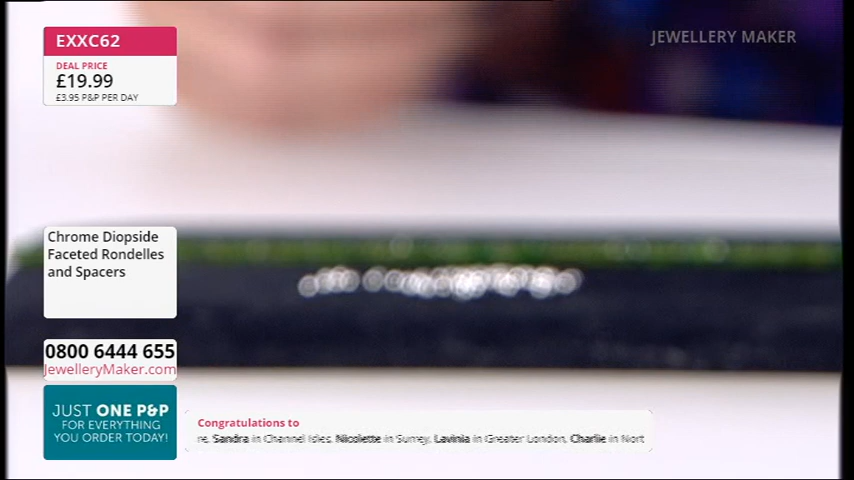 EXXC62
JEWELLERY MAKER
DEAL PRICE
£19.99
£3.95 P&P PER DAY
Chrome Diopside
Faceted Rondelles
and Spacers
0800 6444 655
JewelleryMaker.com
JUST ONE P&P
FOR EVERYTHING
YOU ORDER TODAY!
Congratulations to
re, Sandra in Channel Isles, Nicolette in Surrey, Lavinia in Greater London, Charlie in Nort